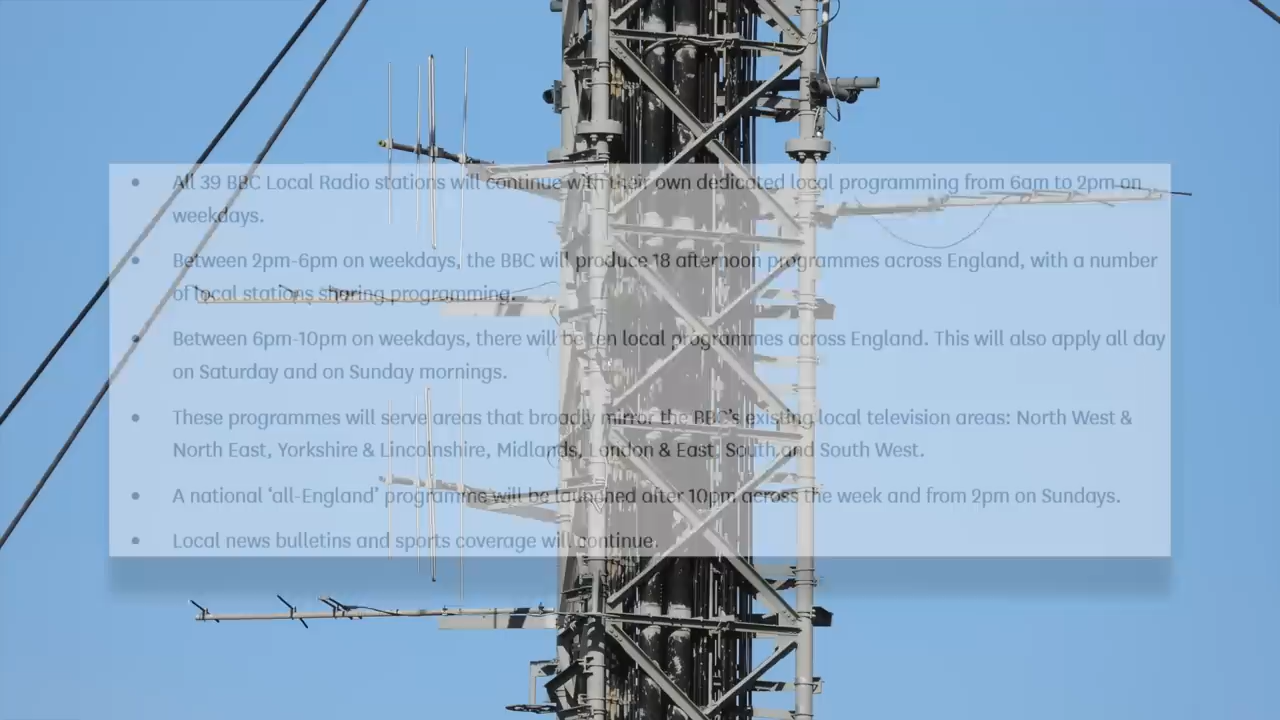 • All 39 BBC Local Radio stations will continue with their own dedicated local programming from 6am to 2pm on
weekdays.
• Between 2pm-6pm on weekdays, the BBC will produce 18 afternoon programmes across England, with a number
of local stations sharing programming.
• Between 6pm-10pm on weekdays, there will be ten local programmes across England. This will also apply all day
on Saturday and on Sunday mornings.
• These programmes will serve areas that broadly mirror the BBC's existing local television areas: North West &
North East, Yorkshire & Lincolnshire, Midlands, London & East, South and South West.
• A national ‘all-England’ programme will be launched after 10pm across the week and from 2pm on Sundays.
• Local news bulletins and sports coverage will continue.